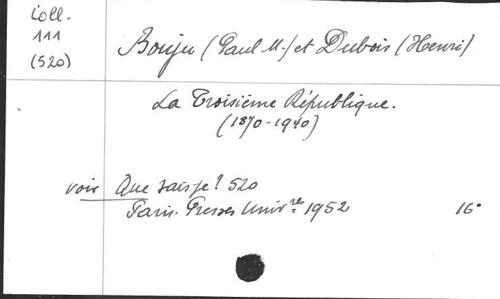 Coll.
111
(520)
Bouju (Paul M.) et Dubois (Henri)
La Troisième République.
(1870-1940)
voir Que sais je? 520
Paris. Presses Univ.res 1952 16°